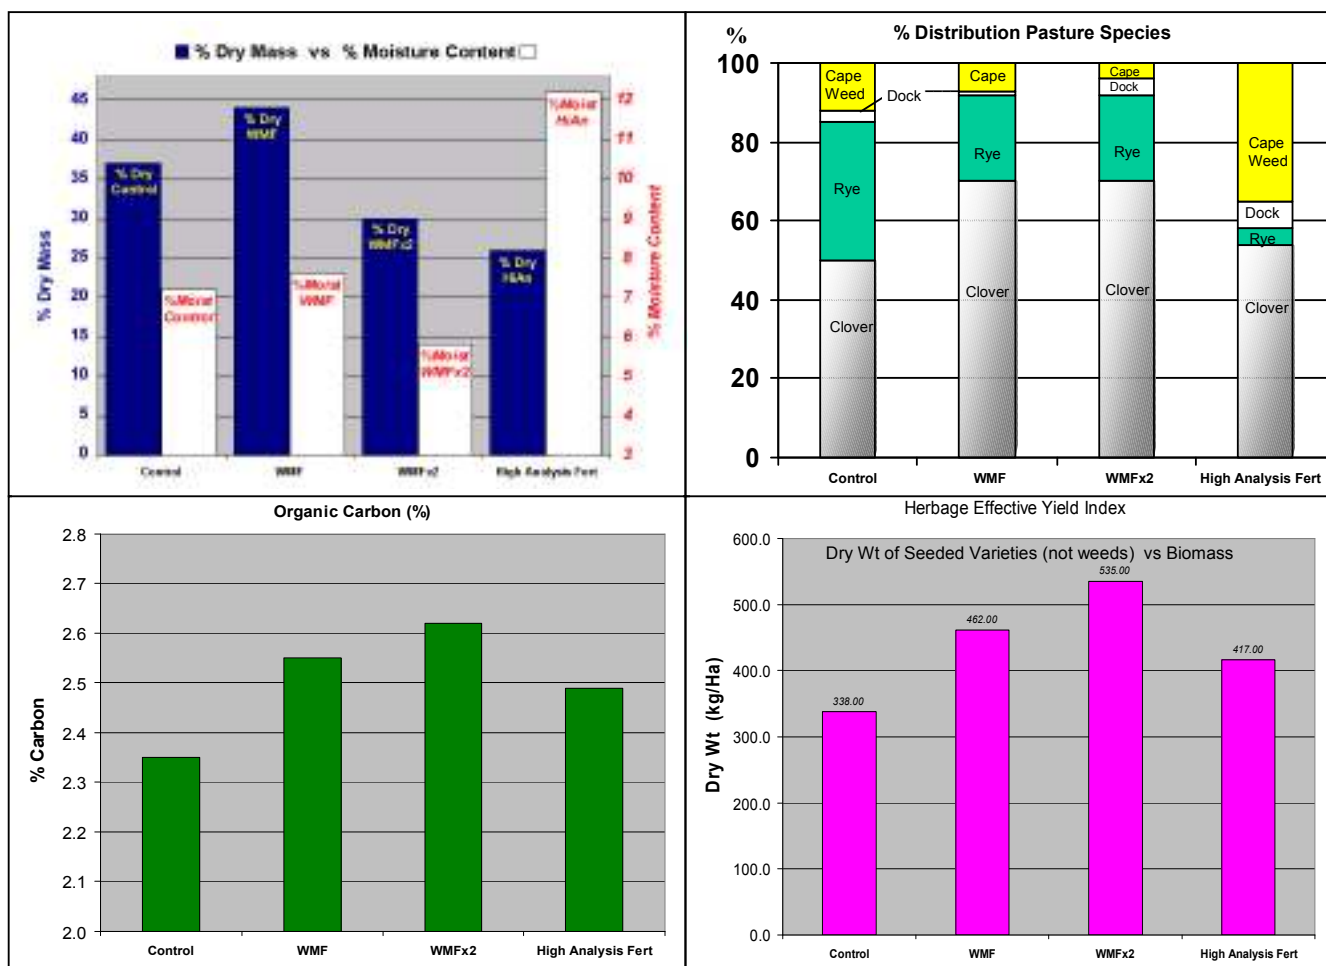 % Dry Mass vs % Moisture Content
% Dry Mass
45
40
35
30
25
20
15
10
5
0
% Dry
Control
%Moist
Control
% Dry
WMF
%Moist
WMF
% Dry
WMFx2
%Moist
WMFx2
% Dry
HiAn
%Moist
HiAn
12
11
10
9
8
7
6
5
4
3
% Moisture Content
Control
WMF
WMFx2
High Analysis Fert
% Distribution Pasture Species
%
100
80
60
40
20
0
Cape
Weed
Dock
Rye
Clover
Cape
Rye
Clover
Cape
Dock
Rye
Clover
Cape
Weed
Dock
Rye
Clover
Control
WMF
WMFx2
High Analysis Fert
Organic Carbon (%)
% Carbon
2.8
2.7
2.6
2.5
2.4
2.3
2.2
2.1
2.0
Control
WMF
WMFx2
High Analysis Fert
Herbage Effective Yield Index
Dry Wt of Seeded Varieties (not weeds) vs Biomass
Dry Wt (kg/Ha)
600.0
500.0
400.0
300.0
200.0
100.0
0.0
338.00
462.00
535.00
417.00
Control
WMF
WMFx2
High Analysis Fert